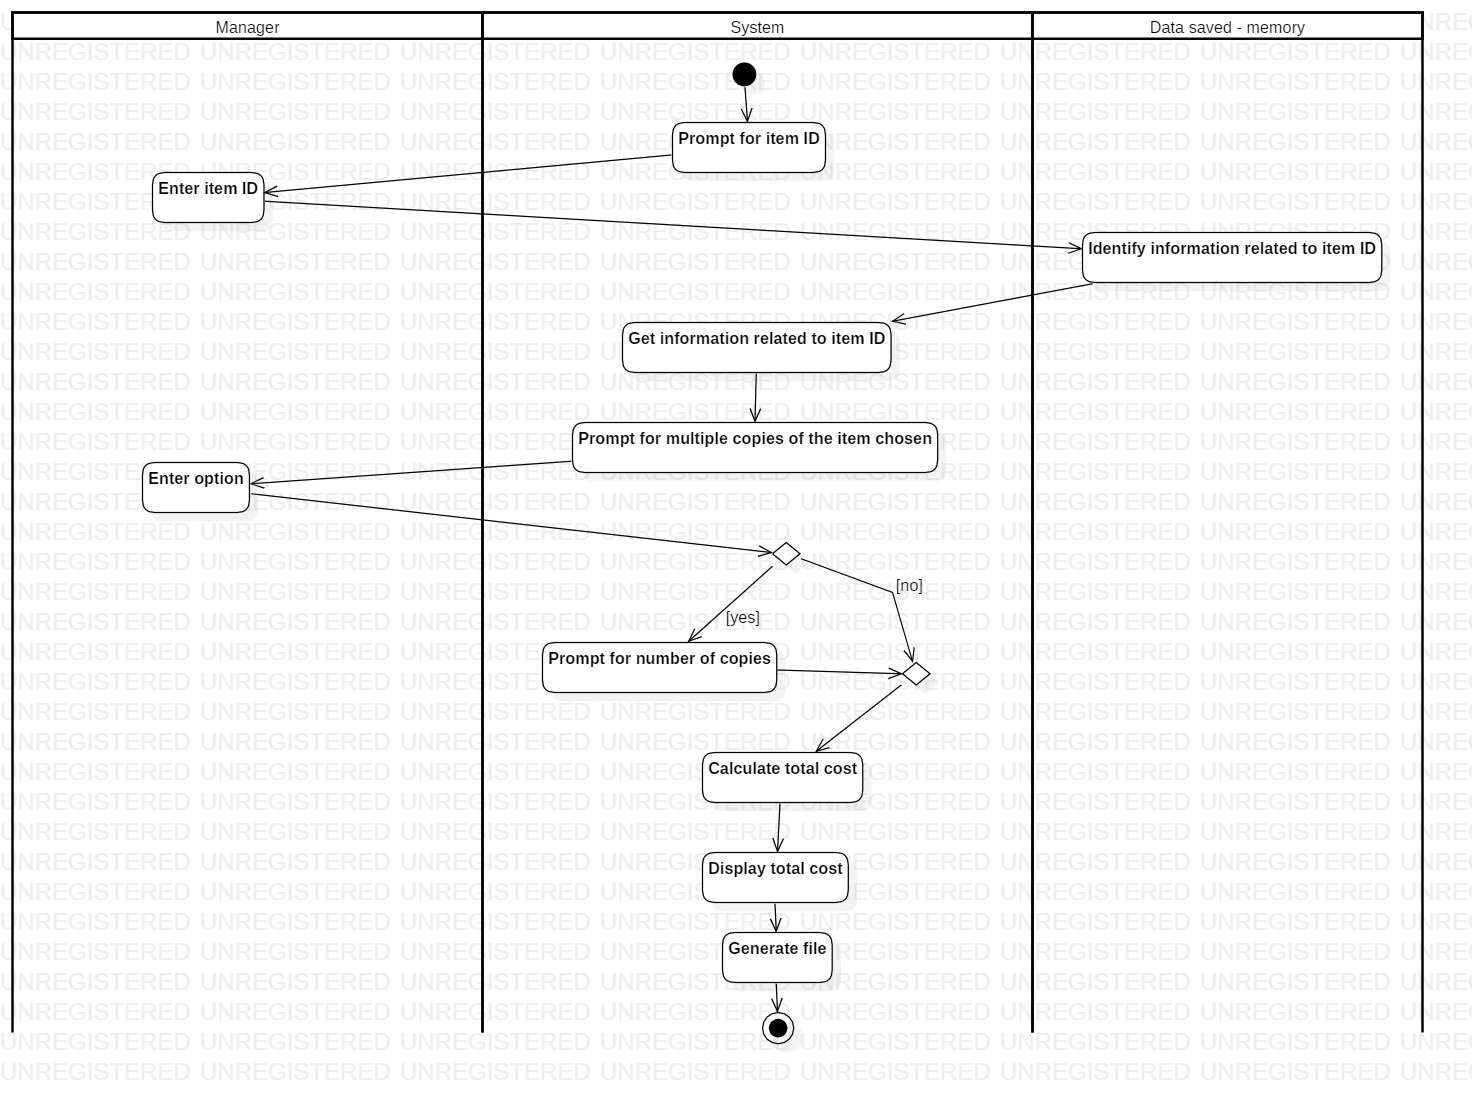 Manager
System
Data saved - memory
Prompt for item ID
Enter item ID
Identify information related to item ID
Get information related to item ID
Prompt for multiple copies of the item chosen
Enter option
[no]
[yes]
Prompt for number of copies
Calculate total cost
Display total cost
Generate file
UNREGISTERED UNREGISTERED UNREGISTERED UNREGISTERED UNREGISTERED UNREGISTERED UNREGISTERED